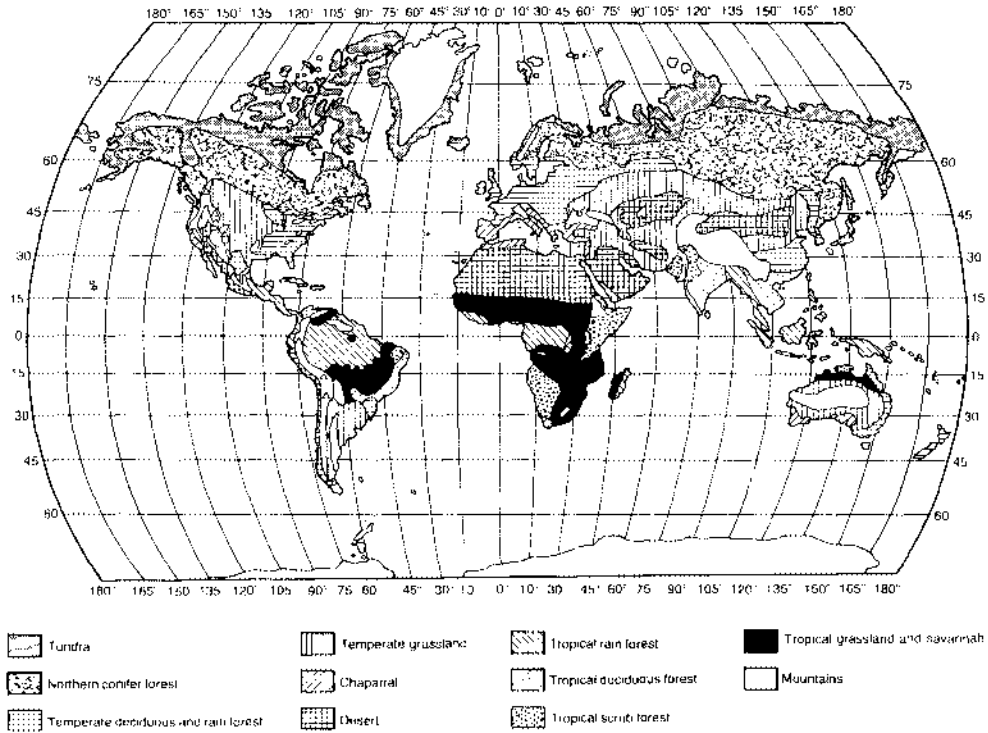 180° 165° 150° 135 120° 105° 90° 75° 60° 45° 30° 10° 0° 10° 30° 45° 60° 75° 90° 105° 120° 135° 150° 165° 180°
75 75
60 60
45 45
30 30
15 15
0 0
15 15
30 30
45 45
60 60
180° 165° 150 135° 120° 105° 90° 75° 60 45 30 0 30° 45° 60° 75° 90° 105° 120° 135° 150° 165° 180°
Tundra
Northern conifer forest
Temperate deciduous and rain forest
Temperate grassland
Chaparral
Desert
Tropical rain forest
Tropical deciduous forest
Tropical scrub forest
Tropical grassland and savannah
Mountains